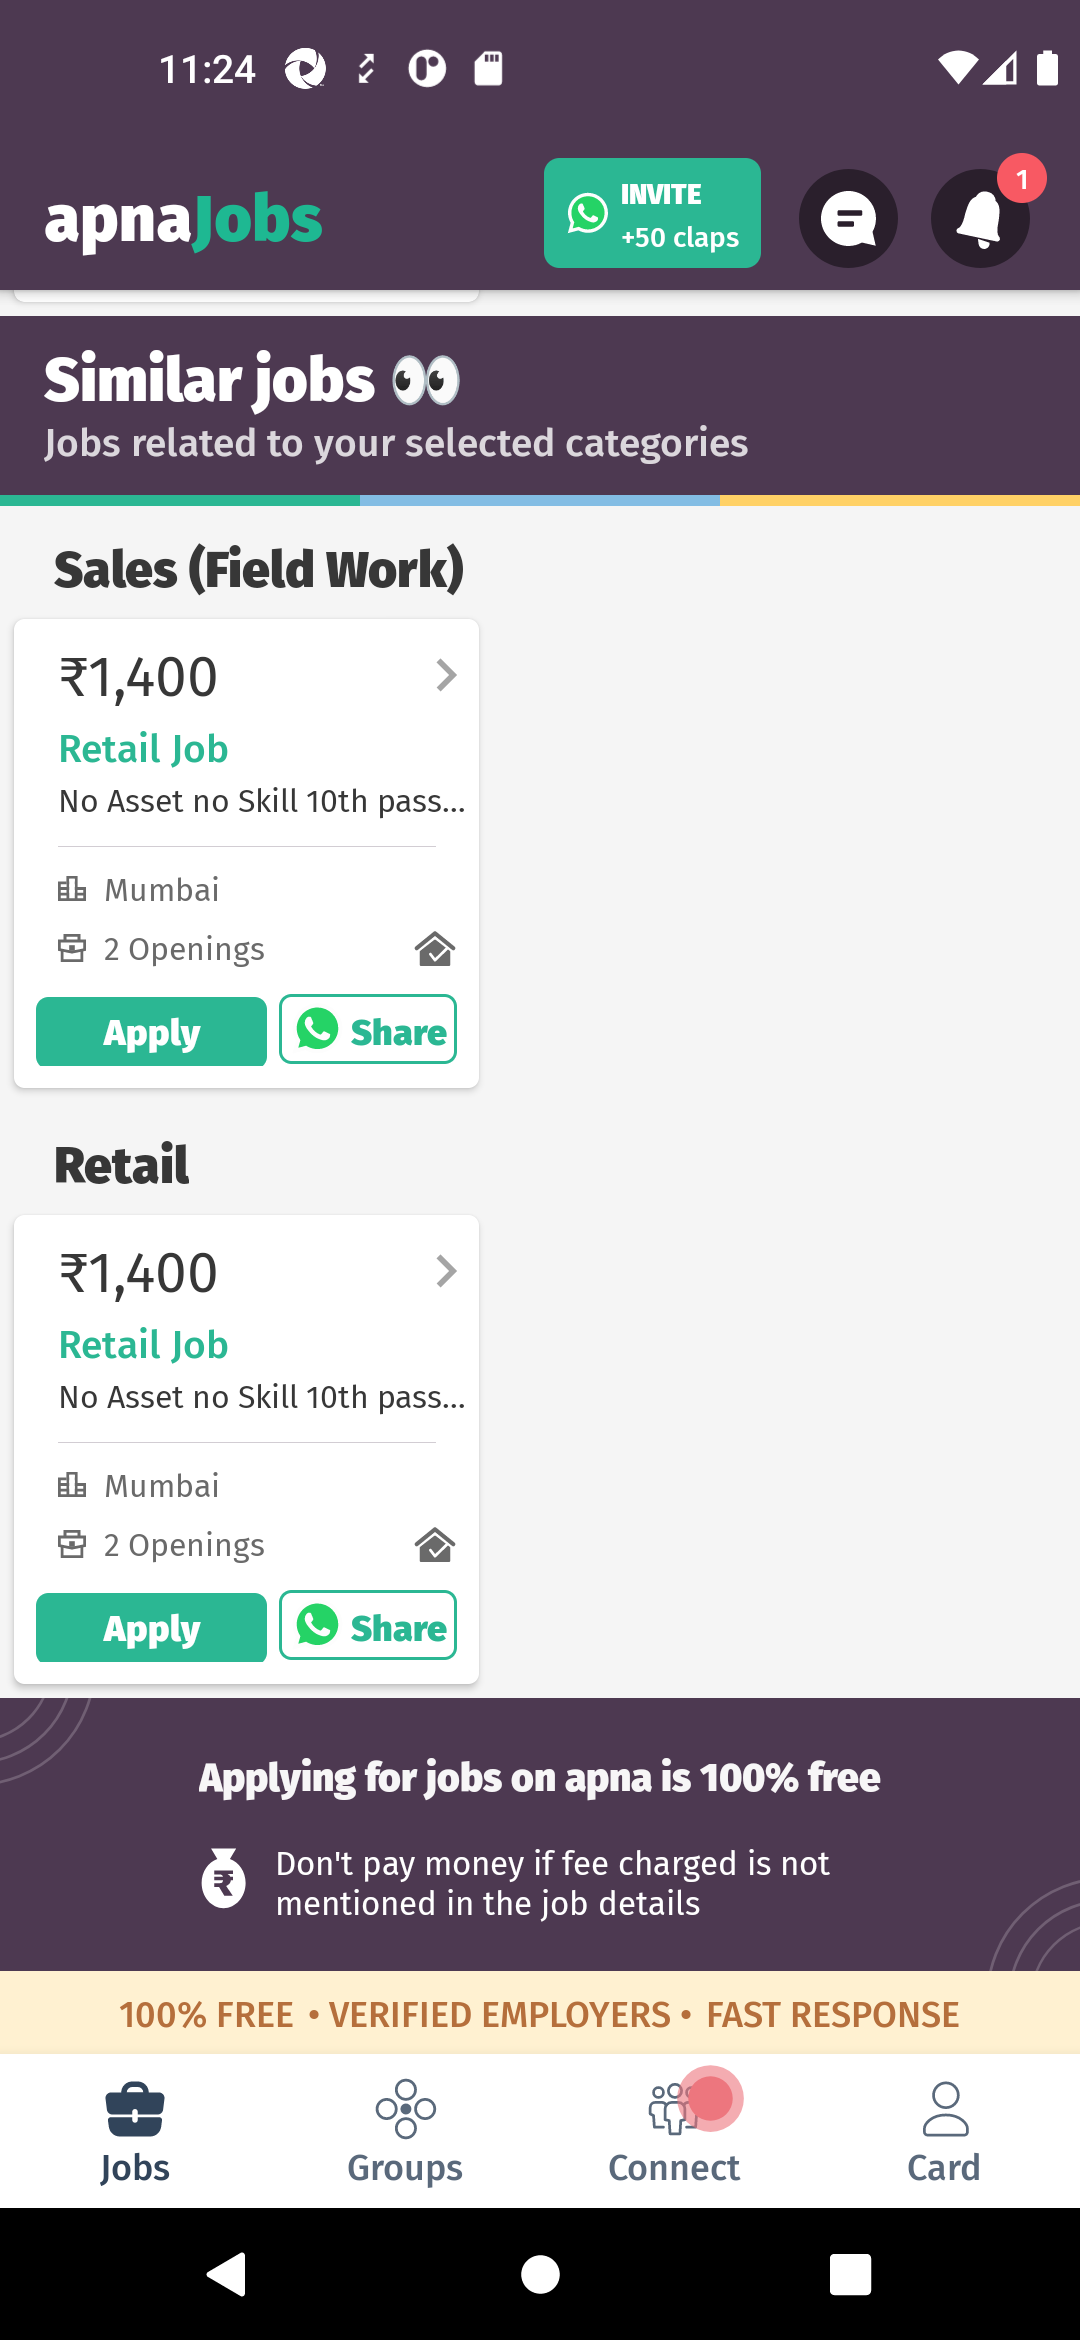 11:24
apnaJobs
INVITE
+50 claps
1
Similar jobs 👀
Jobs related to your selected categories
Sales (Field Work)
₹1,400
Retail Job
No Asset no Skill 10th pass...
Mumbai
2 Openings
Apply
Share
Retail
₹1,400
Retail Job
No Asset no Skill 10th pass...
Mumbai
2 Openings
Apply
Share
Applying for jobs on apna is 100% free
₹
Don't pay money if fee charged is not
mentioned in the job details
100% FREE • VERIFIED EMPLOYERS • FAST RESPONSE
Jobs
Groups
Connect
Card